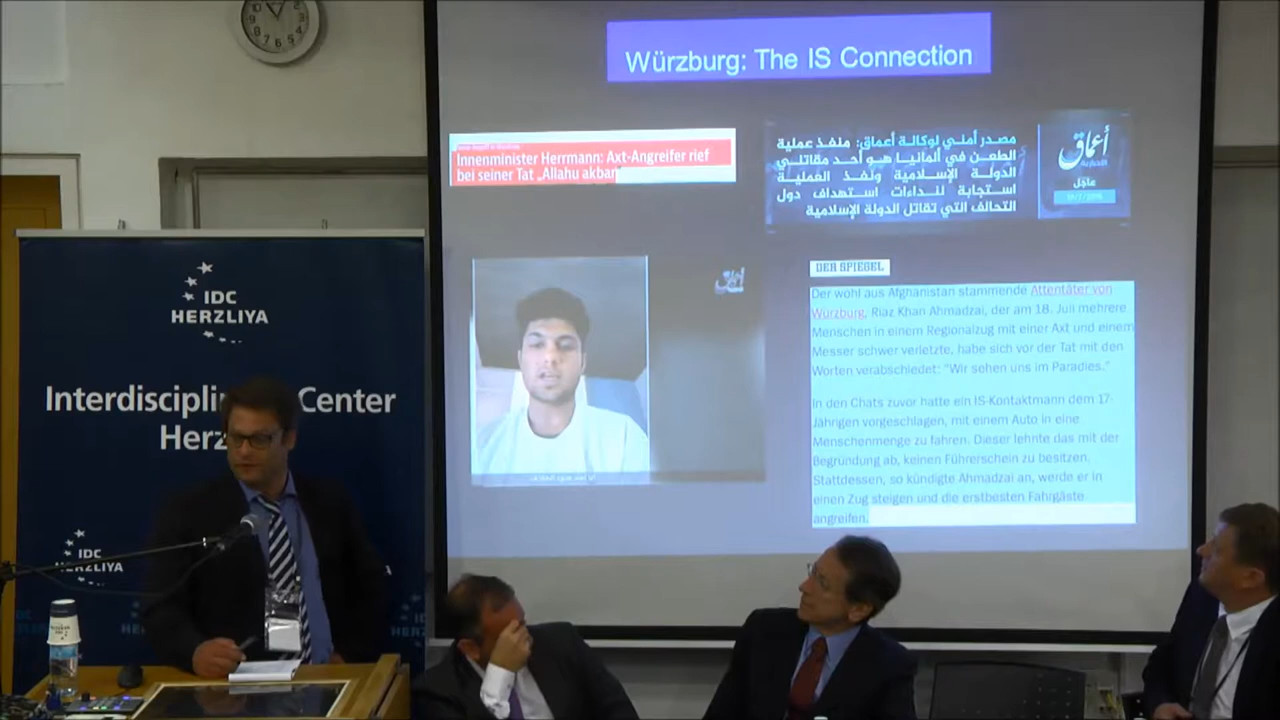 Würzburg: The IS Connection
Innenminister Herrmann: Axt-Angreifer rief
bei seiner Tat „Allahu akbar
مصدر أمني لوكالة أعماق: منفذ عملية
الطعن في ألمانيا هو أحد مقاتلي
الدولة الإسلامية ونفذ العملية
استجابة لنداءات استهداف دول
التحالف التي تقاتل الدولة الإسلامية
أعماق
عاجل
أعماق
DER SPIEGEL
Der wohl aus Afghanistan stammende Attentäter von
Würzburg, Riaz Khan Ahmadzai, der am 18. Juli mehrere
Menschen in einem Regionalzug mit einer Axt und einem
Messer schwer verletzte, habe sich vor der Tat mit den
Worten verabschiedet: "Wir sehen uns im Paradies."
In den Chats zuvor hatte ein IS-Kontaktmann dem 17-
Jährigen vorgeschlagen, mit einem Auto in eine
Menschenmenge zu fahren. Dieser lehnte das mit der
Begründung ab, keinen Führerschein zu besitzen.
Stattdessen, so kündigte Ahmadzai an, werde er in
einen Zug steigen und die erstbesten Fahrgäste
angreifen.
IDC
HERZLIYA
Interdiscipli Center
Herz
IDC
HERZLIYA
IDC
HERZ